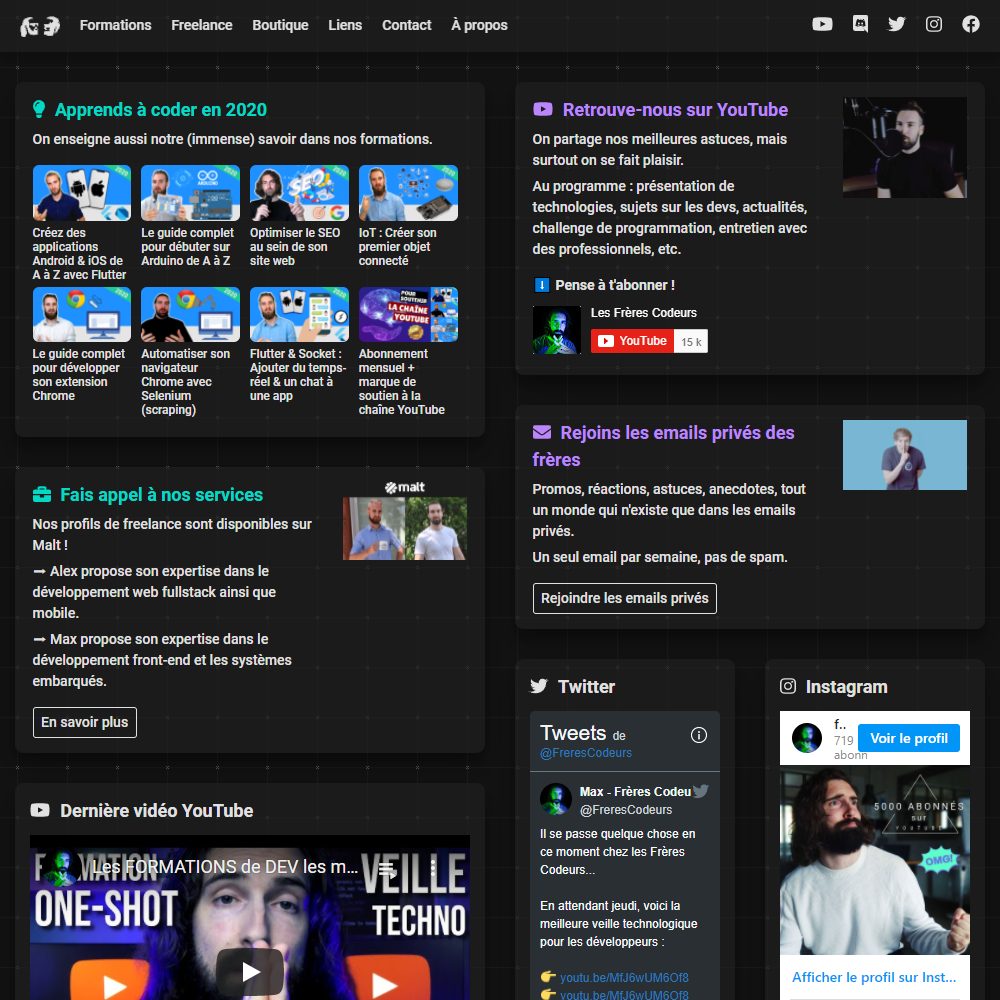 Formations Freelance Boutique Liens Contact À propos
Apprends à coder en 2020
On enseigne aussi notre (immense) savoir dans nos formations.
Créez des
applications
Android & iOS de
A à Z avec Flutter
Le guide complet
pour débuter sur
Arduino de A à Z
SEO
Optimiser le SEO
au sein de son
site web
IoT : Créer son
premier objet
connecté
Le guide complet
pour développer
son extension
Chrome
Automatiser son
navigateur
Chrome avec
Selenium
(scraping)
Flutter & Socket :
Ajout du temps-
réel & un chat à
une app
POUR
SOUTENIR
LA CHAÎNE
YOUTUBE
Abonnement
mensuel +
marque de
soutien à la
chaîne YouTube
Fais appel à nos services
malt
Nos profils de freelance sont disponibles sur
Malt !
→ Alex propose son expertise dans le
développement web fullstack ainsi que
mobile.
→ Max propose son expertise dans le
développement front-end et les systèmes
embarqués.
En savoir plus
Dernière vidéo YouTube
Les FORMATIONS de DEV les m...
FORMATION
ONE-SHOT
VEILLE
TECHNO
Retrouve-nous sur YouTube
On partage nos meilleures astuces, mais
surtout on se fait plaisir.
Au programme : présentation de
technologies, sujets sur les devs, actualités,
challenge de programmation, entretien avec
des professionnels, etc.
⬇️ Pense à t'abonner !
Les Frères Codeurs
YouTube 15 k
Rejoins les emails privés des
frères
Promos, réactions, astuces, anecdotes, tout
un monde qui n'existe que dans les emails
privés.
Un seul email par semaine, pas de spam.
Rejoindre les emails privés
Twitter
Tweets de
@FreresCodeurs
Max - Frères Codeu
@FreresCodeurs
Il se passe quelque chose en
ce moment chez les Frères
Codeurs...
En attendant jeudi, voici la
meilleure veille technologique
pour les développeurs :
👉 youtu.be/MfJ6wUM6Of8
👉 youtu.be/MfJ6wUM6Of8
Instagram
f..
719
abonn
Voir le profil
5000 ABONNÉS
sur
YOUTUBE
OMG!
Afficher le profil sur Inst...